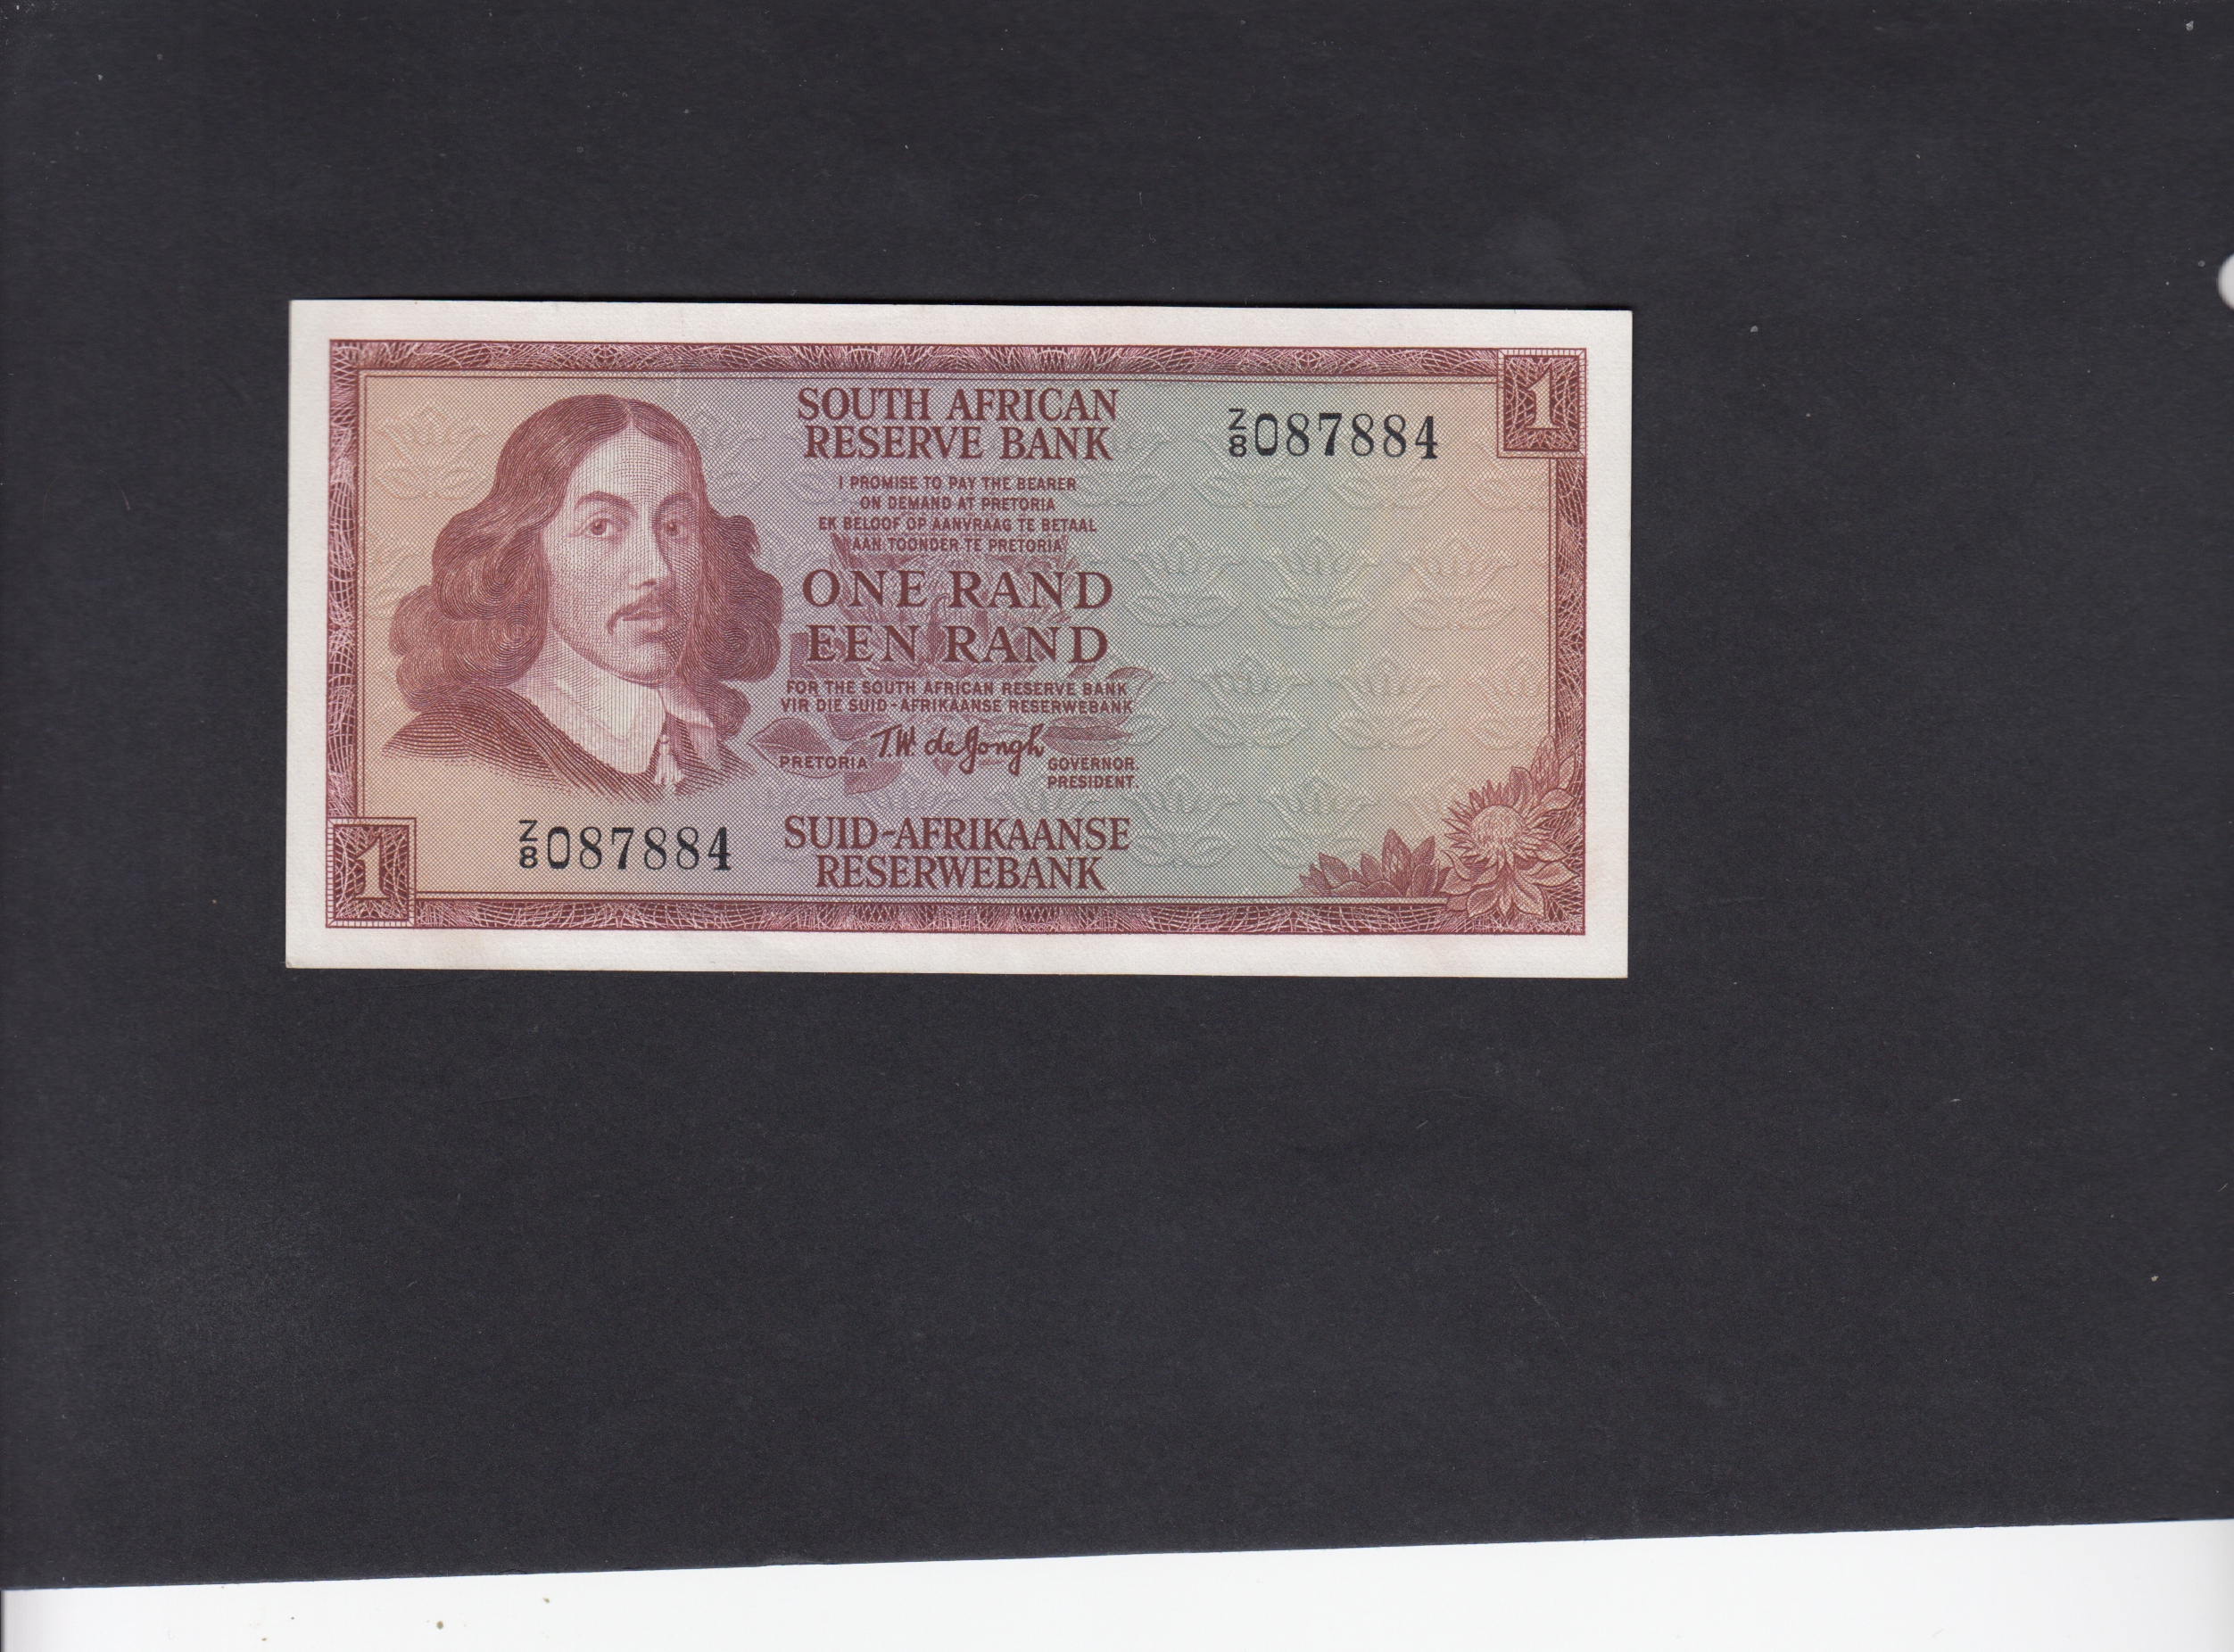 1
SOUTH AFRICAN
RESERVE BANK
Z/8 087884
I PROMISE TO PAY THE BEARER
ON DEMAND AT PRETORIA
EK BELOOF OP AANVRAAG TE BETAAL
AAN TOONDER TE PRETORIA
ONE RAND
EEN RAND
FOR THE SOUTH AFRICAN RESERVE BANK
VIR DIE SUID-AFRIKAANSE RESERWEBANK
T.W. de Jongh
PRETORIA
GOVERNOR.
PRESIDENT.
Z/8 087884
SUID-AFRIKAANSE
RESERWEBANK
1